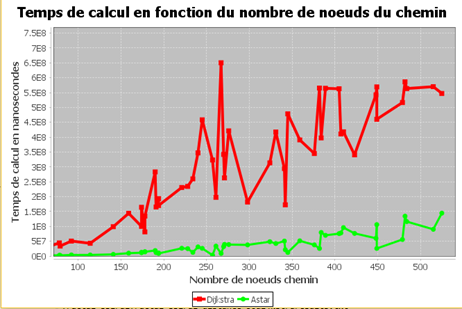 Temps de calcul en fonction du nombre de noeuds du chemin
Temps de calcul en nanosecondes
7.5E8
7E8
6.5E8
6E8
5.5E8
5E8
4.5E8
4E8
3.5E8
3E8
2.5E8
2E8
1.5E8
1E8
5E7
0E0
100 150 200 250 300 350 400 450 500
Nombre de noeuds chemin
Dijkstra Astar